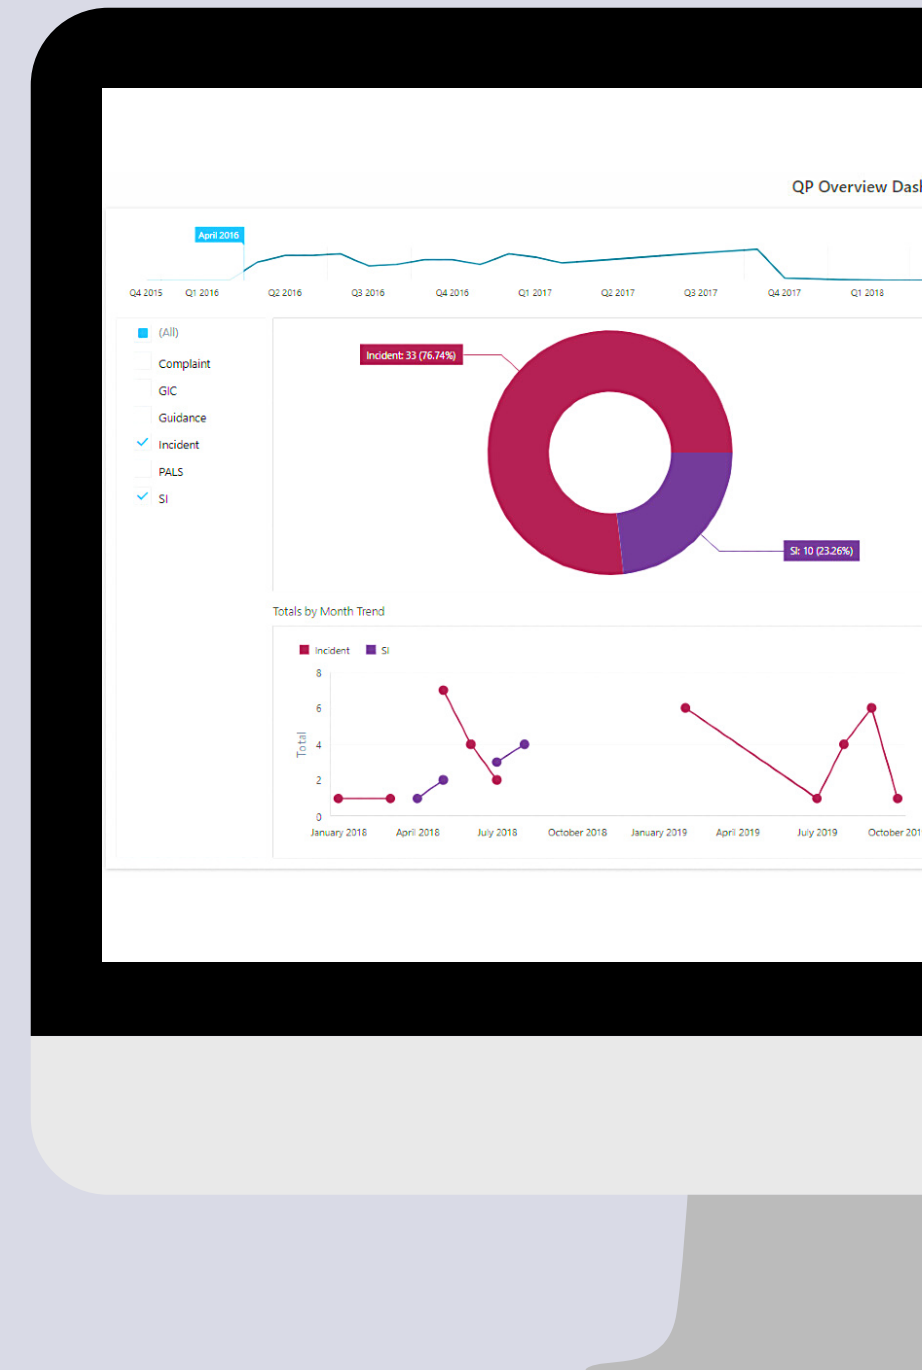 QP Overview Das
April 2016
Q4 2015 Q1 2016 Q2 2016 Q3 2016 Q4 2016 Q1 2017 Q2 2017 Q3 2017 Q4 2017 Q1 2018
(All)
Complaint
GIC
Guidance
Incident
PALS
SI
Incident: 33 (76.74%)
SI: 10 (23.26%)
Totals by Month Trend
Incident SI
8
6
4
2
0
Total
January 2018 April 2018 July 2018 October 2018 January 2019 April 2019 July 2019 October 201